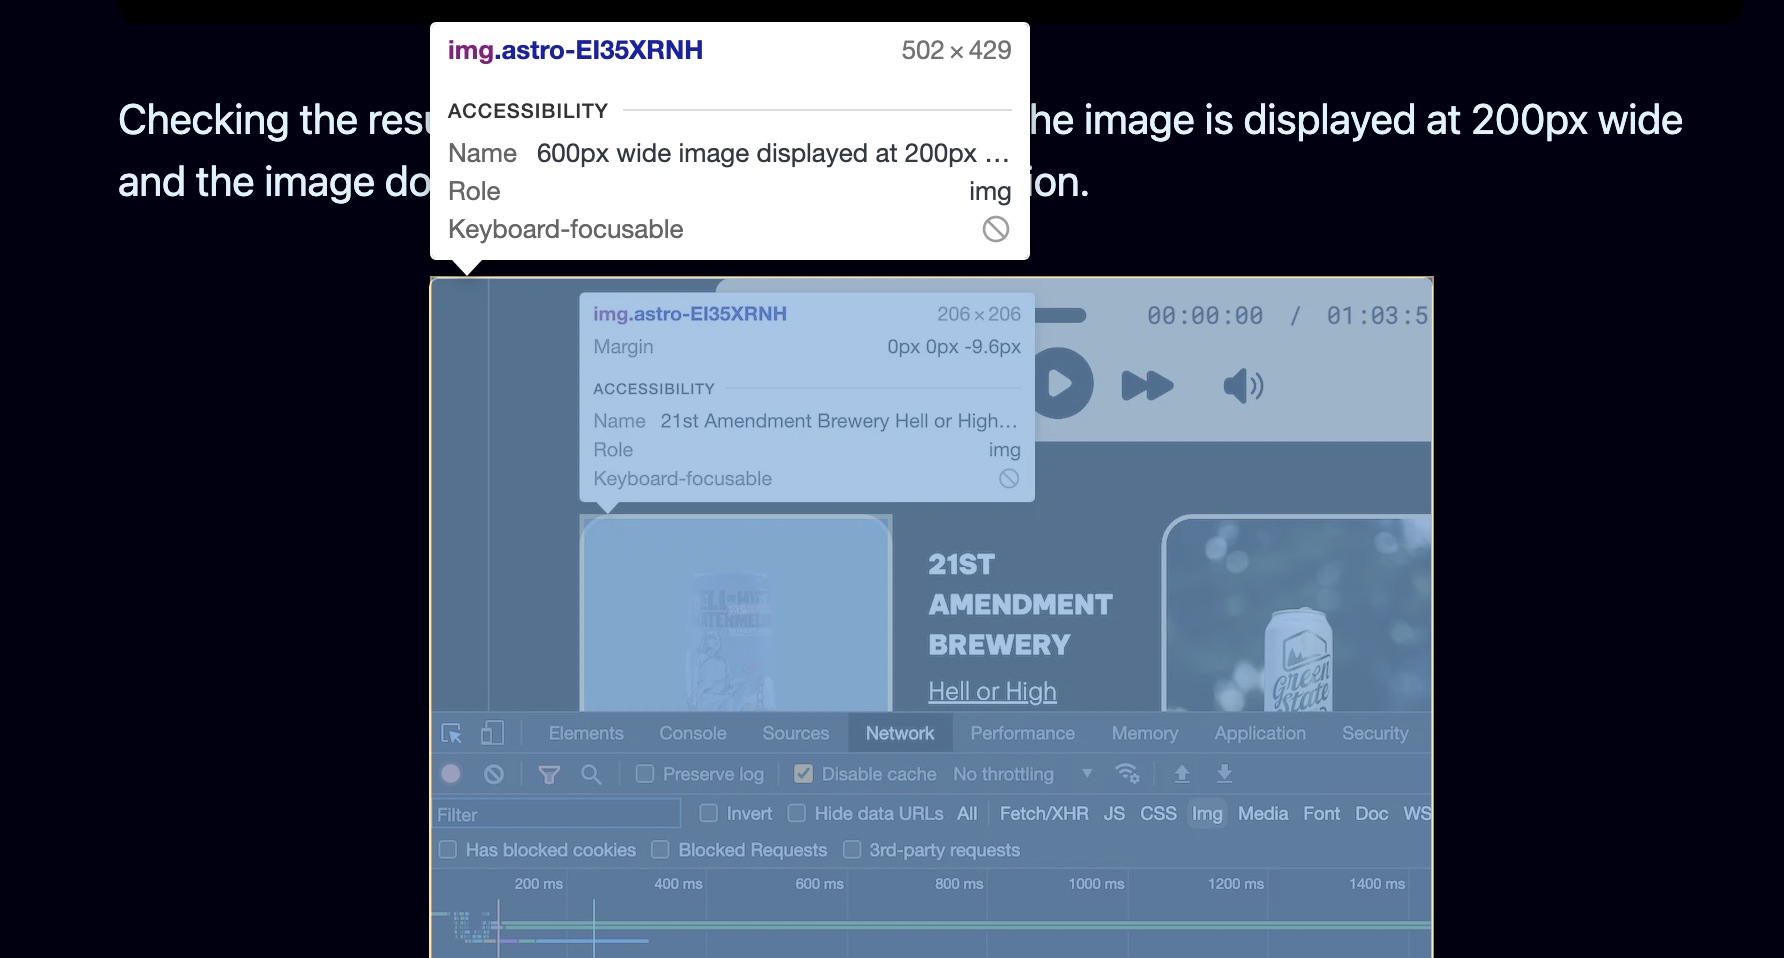 img.astro-EI35XRNH 502 × 429
ACCESSIBILITY
Name 600px wide image displayed at 200px ...
Role img
Keyboard-focusable
Checking the resu he image is displayed at 200px wide
and the image do ion.
img.astro-EI35XRNH 206 × 206
Margin 0px 0px -9.6px
ACCESSIBILITY
Name 21st Amendment Brewery Hell or High...
Role img
Keyboard-focusable
00:00:00 / 01:03:5
21ST
AMENDMENT
BREWERY
Hell or High
Green
State
Elements Console Sources Network Performance Memory Application Security
Preserve log Disable cache No throttling
Filter Invert Hide data URLs All Fetch/XHR JS CSS Img Media Font Doc WS
Has blocked cookies Blocked Requests 3rd-party requests
200 ms 400 ms 600 ms 800 ms 1000 ms 1200 ms 1400 ms